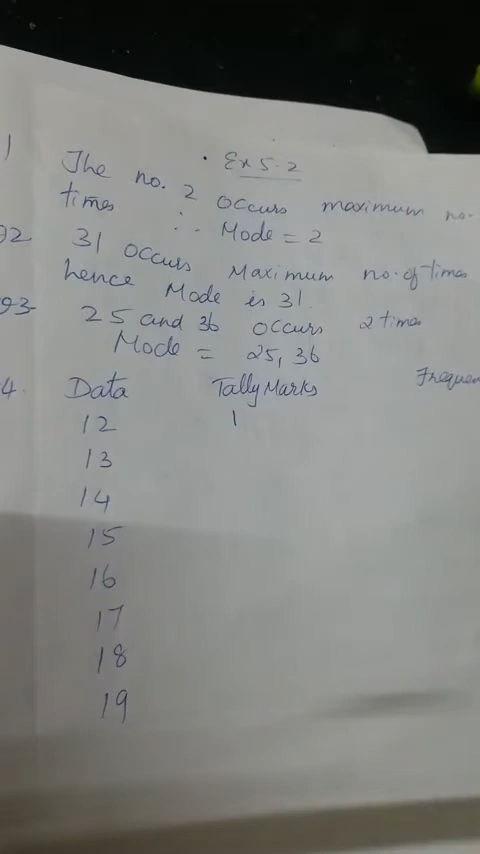 Ex 5.2
1 The no. 2 occurs maximum no.
times ∴ Mode = 2
Q2 31 occurs Maximum no. of times
hence Mode is 31.
Q3 25 and 36 occurs 2 times
Mode = 25, 36
4. Data Tally Marks Frequen
12 |
13
14
15
16
17
18
19